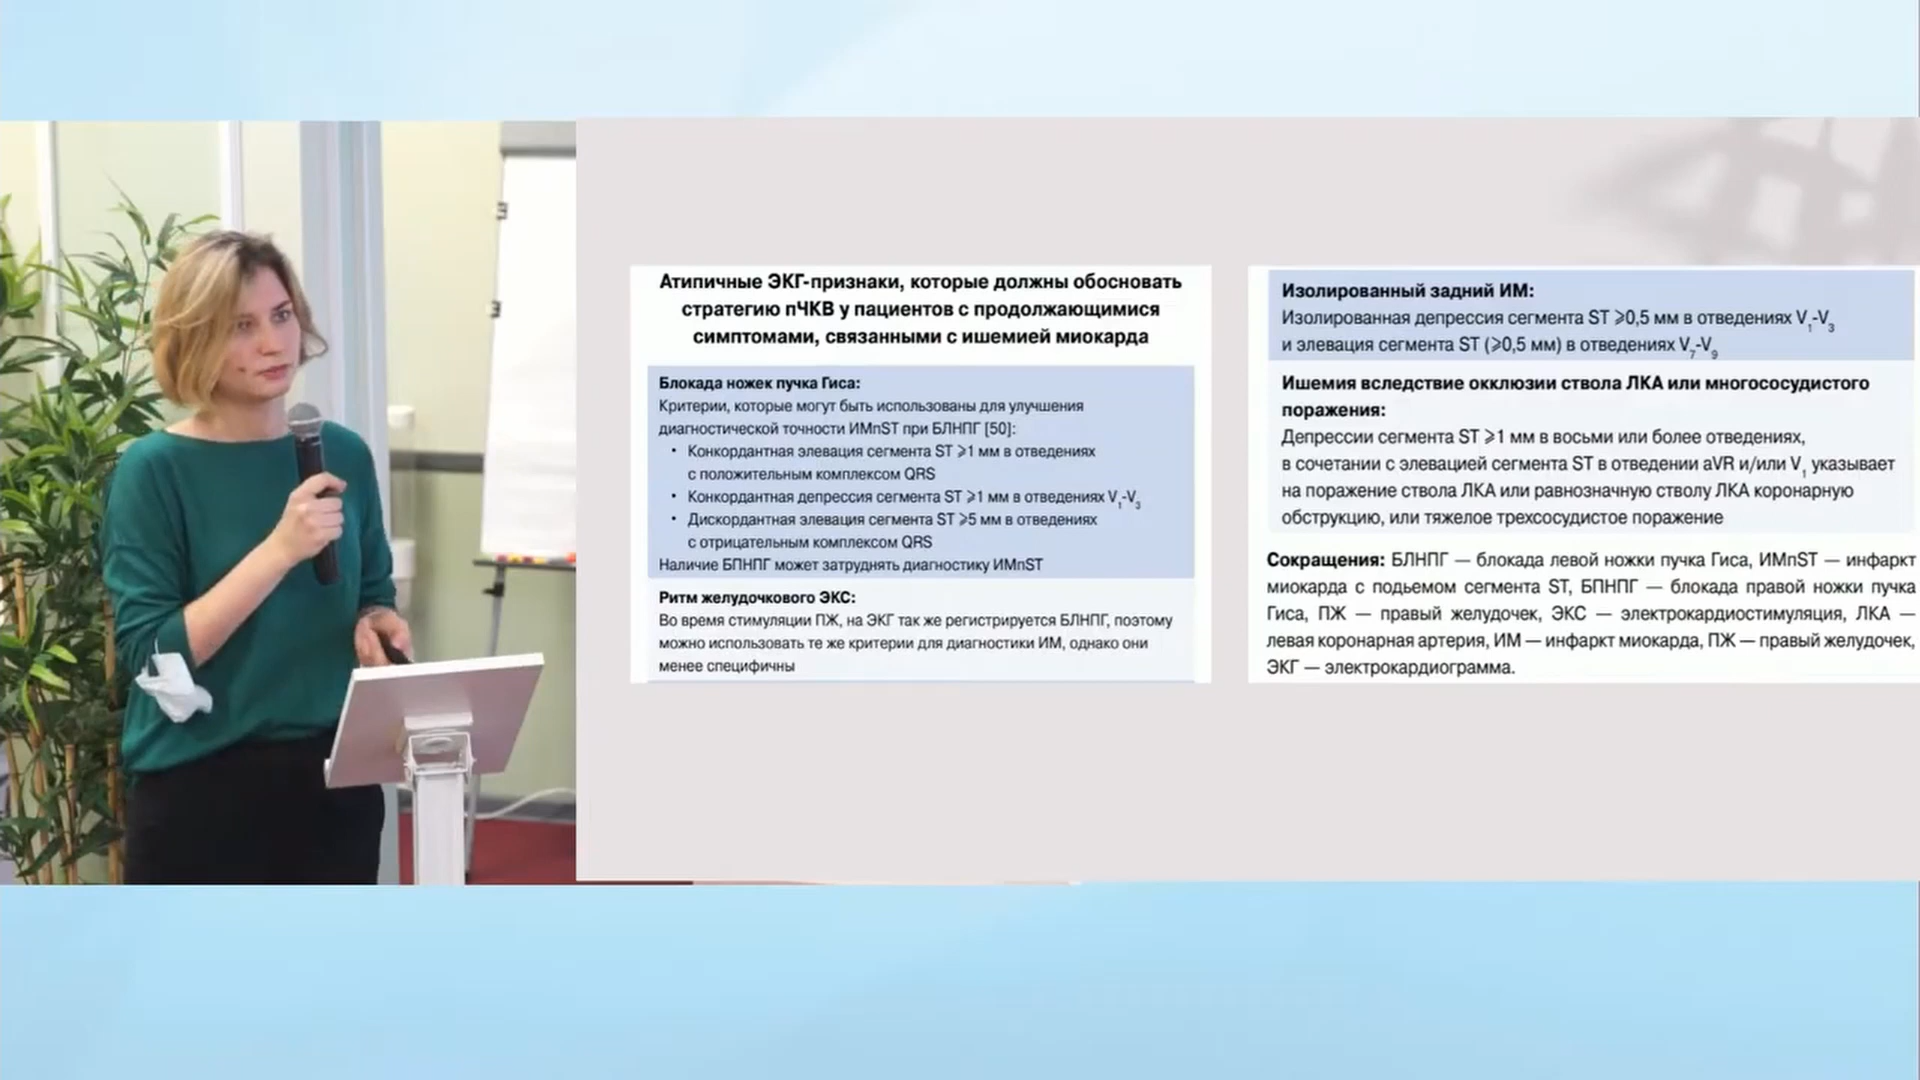 Атипичные ЭКГ-признаки, которые должны обосновать
стратегию пЧКВ у пациентов с продолжающимися
симптомами, связанными с ишемией миокарда
Блокада ножек пучка Гиса:
Критерии, которые могут быть использованы для улучшения
диагностической точности ИМпST при БЛНПГ [50]:
• Конкордантная элевация сегмента ST ⩾1 мм в отведениях
с положительным комплексом QRS
• Конкордантная депрессия сегмента ST ⩾1 мм в отведениях V1-V3
• Дискордантная элевация сегмента ST ⩾5 мм в отведениях
с отрицательным комплексом QRS
Наличие БПНПГ может затруднять диагностику ИМпST
Ритм желудочкового ЭКС:
Во время стимуляции ПЖ, на ЭКГ так же регистрируется БЛНПГ, поэтому
можно использовать те же критерии для диагностики ИМ, однако они
менее специфичны
Изолированный задний ИМ:
Изолированная депрессия сегмента ST ⩾0,5 мм в отведениях V1-V3
и элевация сегмента ST (⩾0,5 мм) в отведениях V7-V9
Ишемия вследствие окклюзии ствола ЛКА или многососудистого
поражения:
Депрессии сегмента ST ⩾1 мм в восьми или более отведениях,
в сочетании с элевацией сегмента ST в отведении aVR и/или V1 указывает
на поражение ствола ЛКА или равнозначную стволу ЛКА коронарную
обструкцию, или тяжелое трехсосудистое поражение
Сокращения: БЛНПГ — блокада левой ножки пучка Гиса, ИМпST — инфаркт
миокарда с подьемом сегмента ST, БПНПГ — блокада правой ножки пучка
Гиса, ПЖ — правый желудочек, ЭКС — электрокардиостимуляция, ЛКА —
левая коронарная артерия, ИМ — инфаркт миокарда, ПЖ — правый желудочек,
ЭКГ — электрокардиограмма.